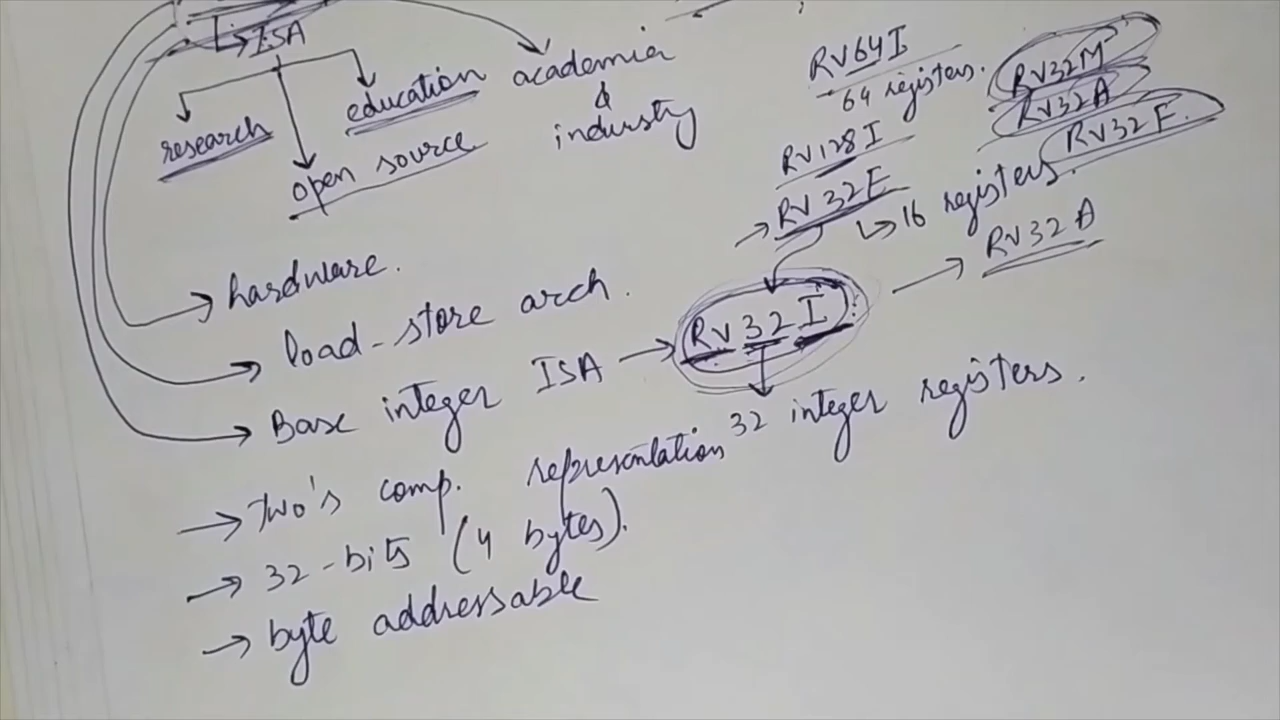 ISA
research
open source
education
academia
&
industry
RV64I
64 registers.
RV128I
RV32E
16 registers.
RV32M
RV32A
RV32F.
RV32A
hardware.
load-store arch.
Base integer ISA
RV32I
32 integer registers.
two's comp. representation
32-bits (4 bytes).
byte addressable